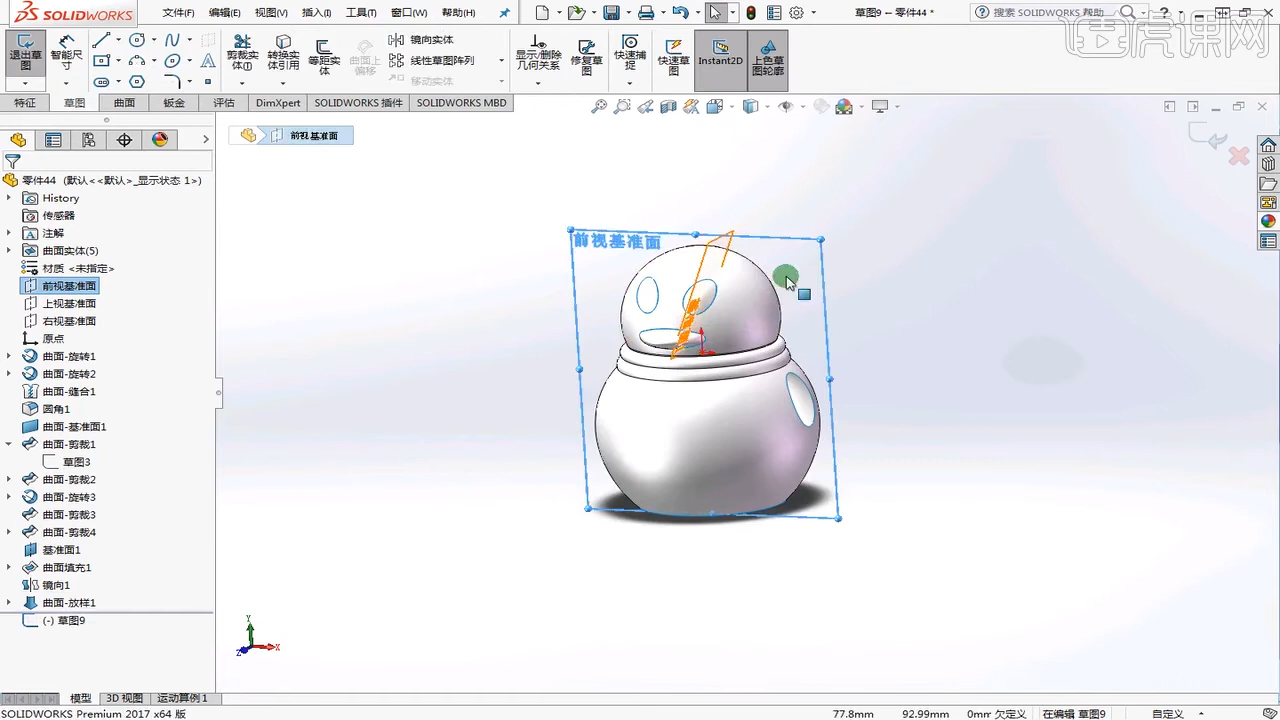 SOLIDWORKS 文件(F) 编辑(E) 视图(V) 插入(I) 工具(T) 窗口(W) 帮助(H) 草图9 - 零件44 * 搜索 SOLIDWORKS 帮助
虎课网
退出草图 智能尺寸 剪裁实体(T) 转换实体引用 等距实体 曲面上偏移 镜向实体 线性草图阵列 移动实体 显示/删除几何关系 修复草图 快速捕捉 快速草图 Instant2D 上色草图轮廓
特征 草图 曲面 钣金 评估 DimXpert SOLIDWORKS 插件 SOLIDWORKS MBD
前视基准面
零件44 (默认<<默认>_显示状态 1>)
History
传感器
注解
曲面实体(5)
材质 <未指定>
前视基准面
上视基准面
右视基准面
原点
曲面-旋转1
曲面-旋转2
曲面-缝合1
圆角1
曲面-基准面1
曲面-剪裁1
草图3
曲面-剪裁2
曲面-旋转3
曲面-剪裁3
曲面-剪裁4
基准面1
曲面填充1
镜向1
曲面-放样1
(-) 草图9
前视基准面
Y
X
Z
模型 3D 视图 运动算例 1
SOLIDWORKS Premium 2017 x64 版 77.8mm 92.99mm 0mm 欠定义 在编辑 草图9 自定义